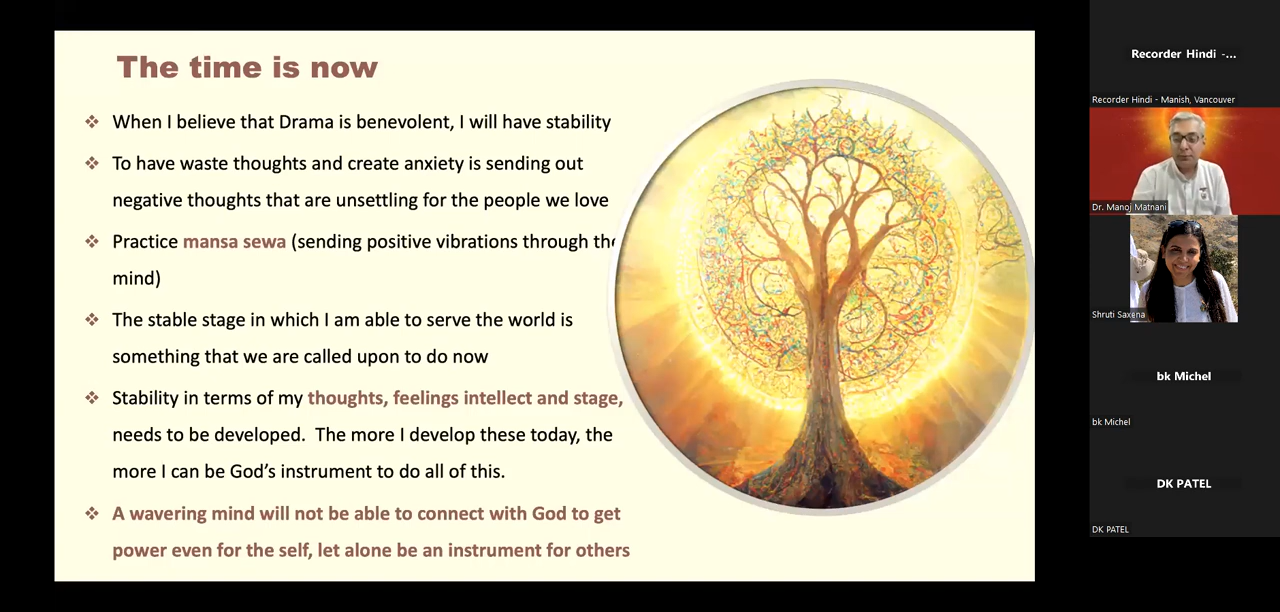 The time is now
❖ When I believe that Drama is benevolent, I will have stability
❖ To have waste thoughts and create anxiety is sending out
negative thoughts that are unsettling for the people we love
❖ Practice mansa sewa (sending positive vibrations through the
mind)
❖ The stable stage in which I am able to serve the world is
something that we are called upon to do now
❖ Stability in terms of my thoughts, feelings intellect and stage,
needs to be developed.  The more I develop these today, the
more I can be God’s instrument to do all of this.
❖ A wavering mind will not be able to connect with God to get
power even for the self, let alone be an instrument for others
Recorder Hindi -...
Recorder Hindi - Manish, Vancouver
Dr. Manoj Matnani
Shruti Saxena
bk Michel
bk Michel
DK PATEL
DK PATEL